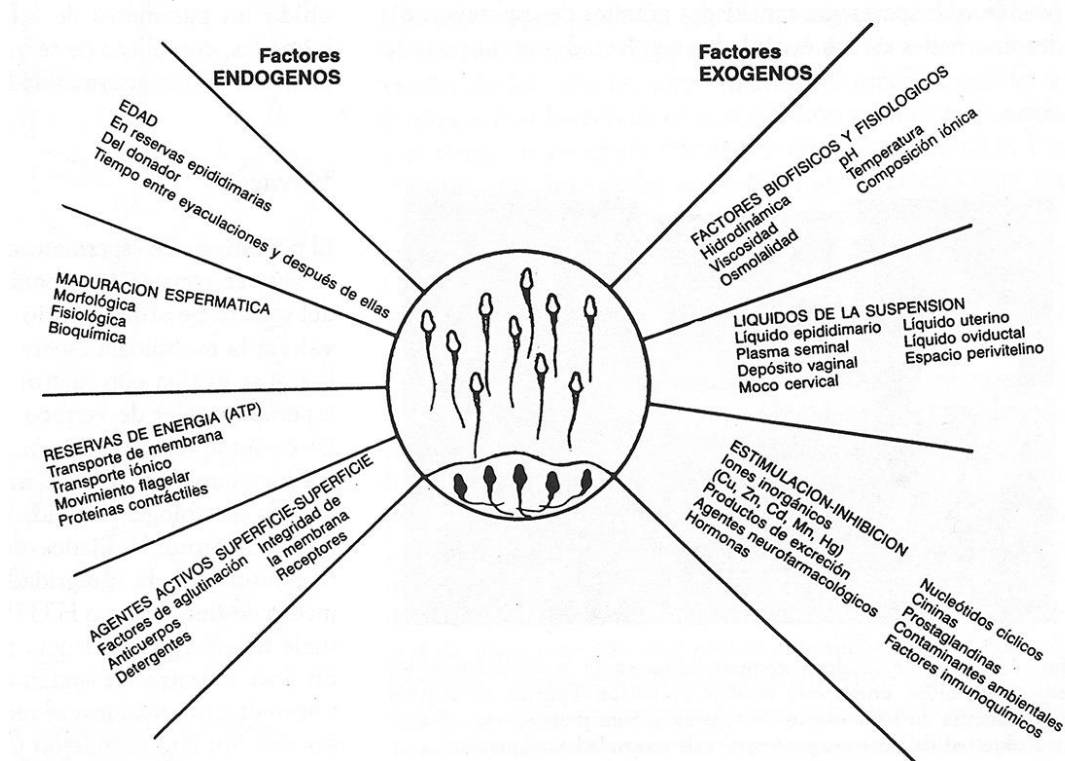 Factores
ENDOGENOS
EDAD
En reservas epididimarias
Del donador
Tiempo entre eyaculaciones y después de ellas
MADURACION ESPERMATICA
Morfológica
Fisiológica
Bioquímica
RESERVAS DE ENERGIA (ATP)
Transporte de membrana
Transporte iónico
Movimiento flagelar
Proteínas contráctiles
AGENTES ACTIVOS SUPERFICIE-SUPERFICIE
Factores de aglutinación
Anticuerpos
Detergentes
Integridad de
la membrana
Receptores
Factores
EXOGENOS
FACTORES BIOFISICOS Y FISIOLOGICOS
Hidrodinámica
Viscosidad
Osmolalidad
pH
Temperatura
Composición iónica
LIQUIDOS DE LA SUSPENSION
Líquido epididimario
Plasma seminal
Depósito vaginal
Moco cervical
Líquido uterino
Líquido oviductal
Espacio perivitelino
ESTIMULACION-INHIBICION
Iones inorgánicos
(Cu, Zn, Cd, Mn, Hg)
Productos de excreción
Agentes neurofarmacológicos
Hormonas
Nucleótidos cíclicos
Cininas
Prostaglandinas
Contaminantes ambientales
Factores inmunoquímicos